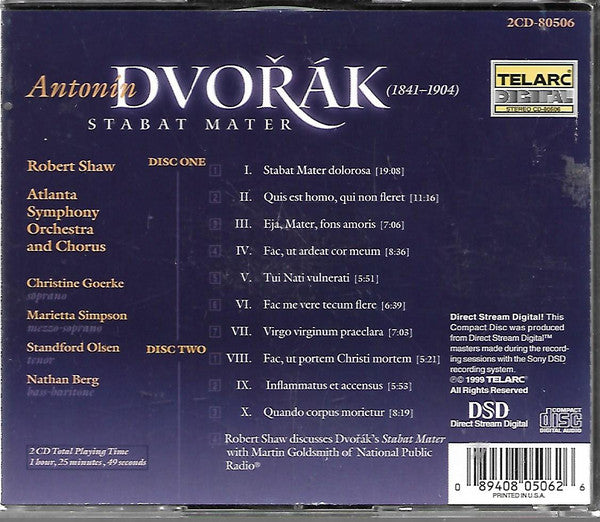 2CD-80506
Antonín DVOŘÁK (1841–1904)
STABAT MATER
TELARC
DIGITAL
STEREO CD-80506
Robert Shaw
Atlanta
Symphony
Orchestra
and Chorus
Christine Goerke
soprano
Marietta Simpson
mezzo-soprano
Standford Olsen
tenor
Nathan Berg
bass-baritone
2 CD Total Playing Time
1 hour, 25 minutes, 49 seconds
DISC ONE
1 I. Stabat Mater dolorosa [19:08]
2 II. Quis est homo, qui non fleret [11:16]
3 III. Eja, Mater, fons amoris [7:06]
4 IV. Fac, ut ardeat cor meum [8:36]
5 V. Tui Nati vulnerati [5:51]
6 VI. Fac me vere tecum flere [6:39]
7 VII. Virgo virginum praeclara [7:03]
DISC TWO
1 VIII. Fac, ut portem Christi mortem [5:21]
2 IX. Inflammatus et accensus [5:53]
3 X. Quando corpus morietur [8:19]
4 Robert Shaw discusses Dvořák's Stabat Mater
with Martin Goldsmith of National Public
Radio®
Direct Stream Digital! This
Compact Disc was produced
from Direct Stream Digital™
masters made during the record-
ing sessions with the Sony DSD
recording system.
℗© 1999 TELARC®
All Rights Reserved
DSD
Direct Stream Digital
COMPACT
disc
DIGITAL AUDIO
0 89408 05062 6
PRINTED IN U.S.A.